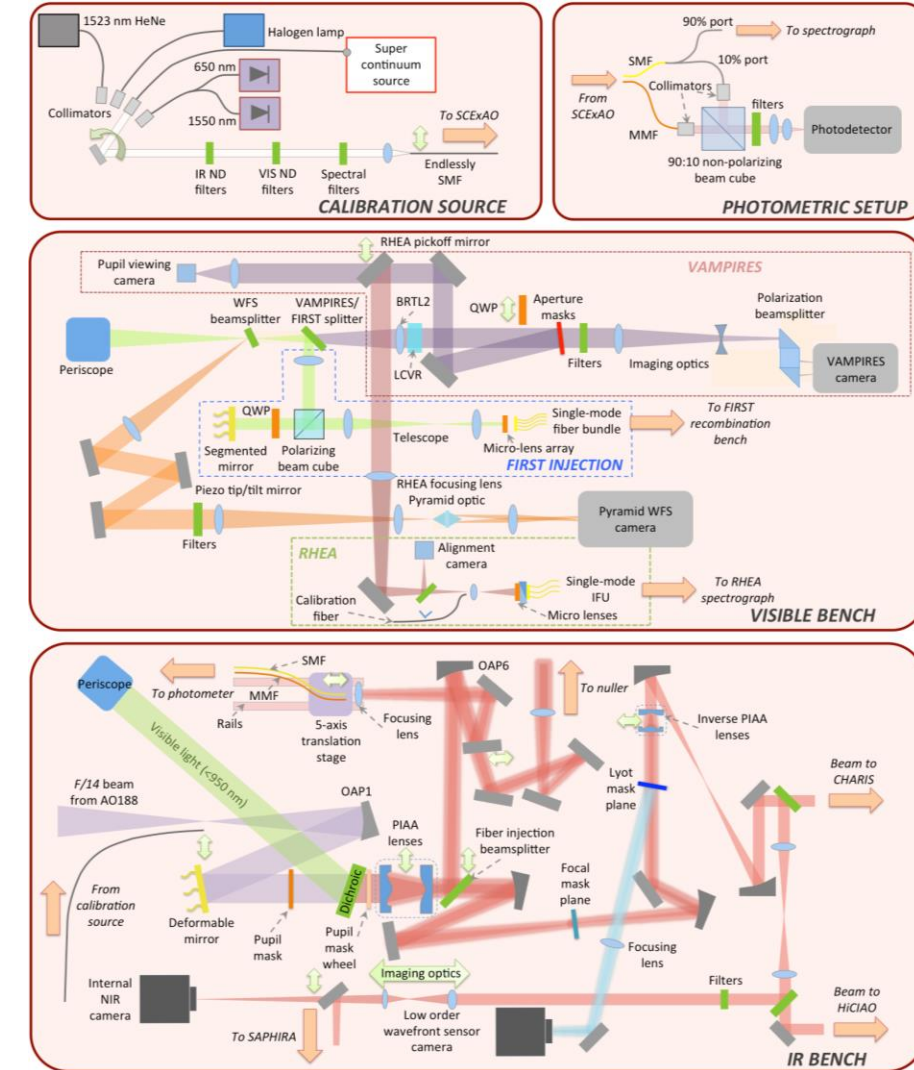 1523 nm HeNe
Halogen lamp
650 nm
Super
continuum
source
Collimators
1550 nm
To SCExAO
IR ND
filters
VIS ND
filters
Spectral
filters
Endlessly
SMF
CALIBRATION SOURCE
90% port
To spectrograph
SMF
10% port
Collimators
From
SCExAO
MMF
filters
Photodetector
90:10 non-polarizing
beam cube
PHOTOMETRIC SETUP
RHEA pickoff mirror
Pupil viewing
camera
VAMPIRES
WFS
beamsplitter
VAMPIRES/
FIRST splitter
BRTL2
QWP
Aperture
masks
Polarization
beamsplitter
Periscope
LCVR
Filters
Imaging optics
VAMPIRES
camera
QWP
Segmented
mirror
Polarizing
beam cube
Telescope
Single-mode
fiber bundle
Micro-lens array
FIRST INJECTION
To FIRST
recombination
bench
Piezo tip/tilt mirror
RHEA focusing lens
Pyramid optic
Filters
Pyramid WFS
camera
RHEA
Alignment
camera
Calibration
fiber
Single-mode
IFU
Micro lenses
To RHEA
spectrograph
VISIBLE BENCH
Periscope
To photometer
SMF
MMF
Rails
5-axis
translation
stage
Focusing
lens
OAP6
To nuller
Inverse PIAA
lenses
Visible light (<950 nm)
F/14 beam
from AO188
OAP1
PIAA
lenses
Fiber injection
beamsplitter
Lyot
mask
plane
Beam to
CHARIS
From
calibration
source
Deformable
mirror
Pupil
mask
Dichroic
Pupil
mask
wheel
Focal mask
plane
Focusing
lens
Internal
NIR
camera
Imaging optics
Filters
Low order
wavefront sensor
camera
To SAPHIRA
Beam to
HiCIAO
IR BENCH